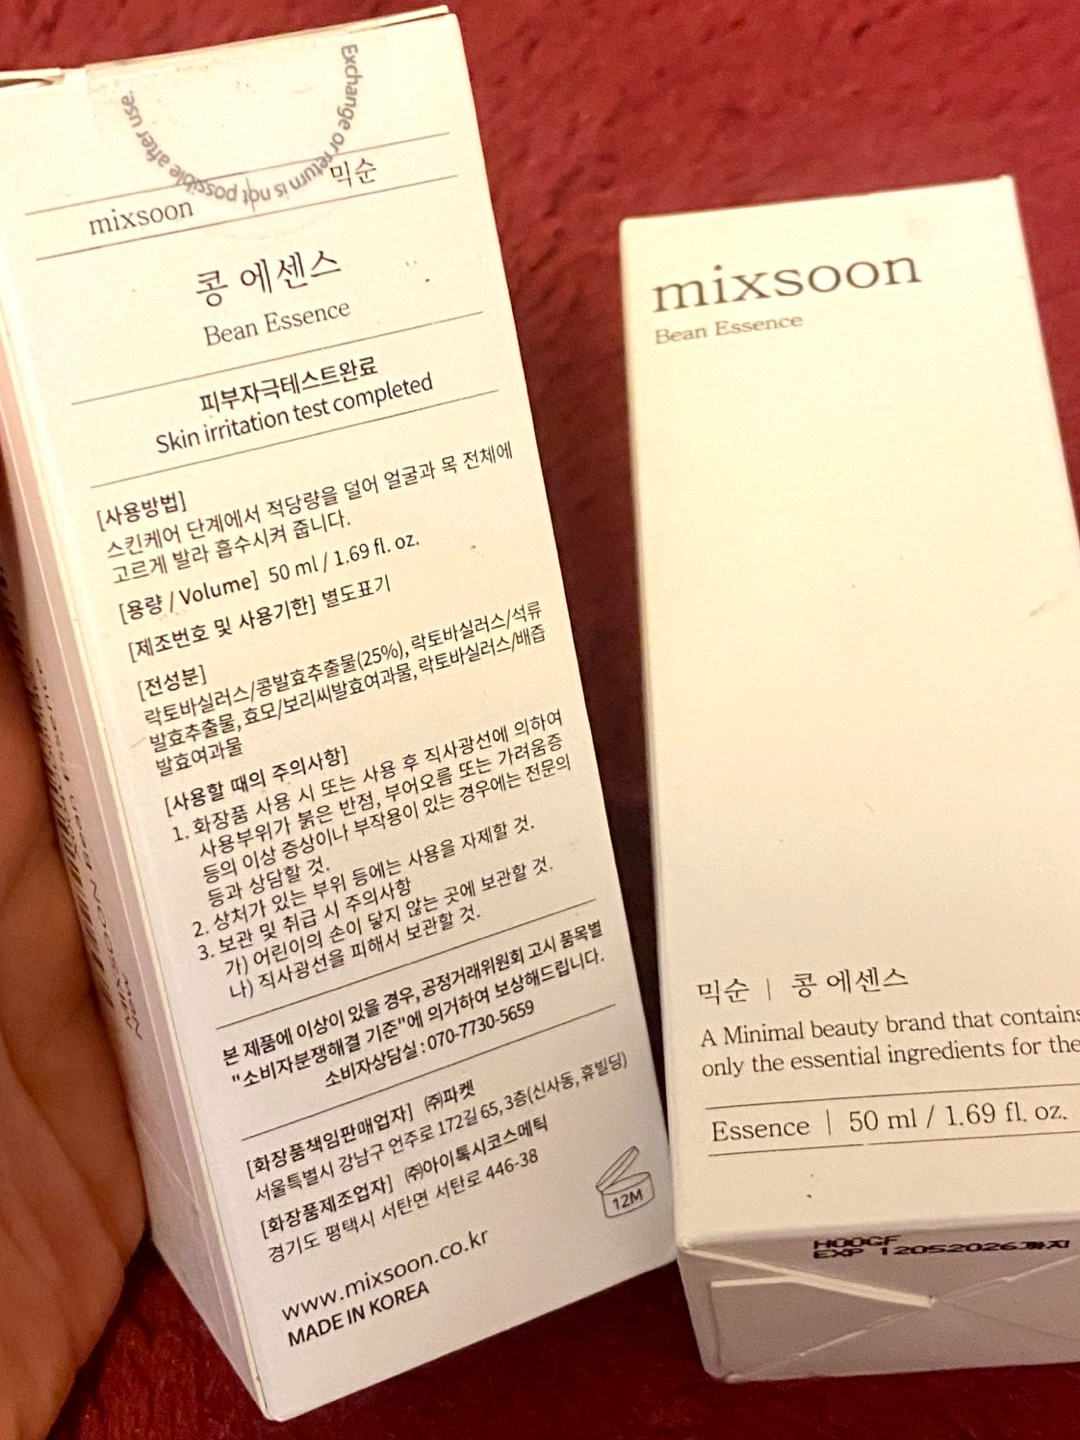 Exchange or return is not possible after use.
mixsoon 믹순
콩 에센스
Bean Essence
피부자극테스트완료
Skin irritation test completed
[사용방법]
스킨케어 단계에서 적당량을 덜어 얼굴과 목 전체에
고르게 발라 흡수시켜 줍니다.
[용량 / Volume] 50 ml / 1.69 fl. oz.
[제조번호 및 사용기한] 별도표기
[전성분]
락토바실러스/콩발효추출물(25%), 락토바실러스/석류
발효추출물, 효모/보리씨발효여과물, 락토바실러스/배즙
발효여과물
[사용할 때의 주의사항]
1. 화장품 사용 시 또는 사용 후 직사광선에 의하여
사용부위가 붉은 반점, 부어오름 또는 가려움증
등의 이상 증상이나 부작용이 있는 경우에는 전문의
등과 상담할 것.
2. 상처가 있는 부위 등에는 사용을 자제할 것.
3. 보관 및 취급 시 주의사항
가) 어린이의 손이 닿지 않는 곳에 보관할 것.
나) 직사광선을 피해서 보관할 것.
본 제품에 이상이 있을 경우, 공정거래위원회 고시 품목별
"소비자분쟁해결 기준"에 의거하여 보상해드립니다.
소비자상담실 : 070-7730-5659
[화장품책임판매업자] ㈜파켓
서울특별시 강남구 언주로 172길 65, 3층(신사동, 휴빌딩)
[화장품제조업자] ㈜아이톡시코스메틱
경기도 평택시 서탄면 서탄로 446-38
12M
www.mixsoon.co.kr
MADE IN KOREA
mixsoon
Bean Essence
믹순 | 콩 에센스
A Minimal beauty brand that contains
only the essential ingredients for the
Essence | 50 ml / 1.69 fl. oz.
H00GF
EXP 12052026까지